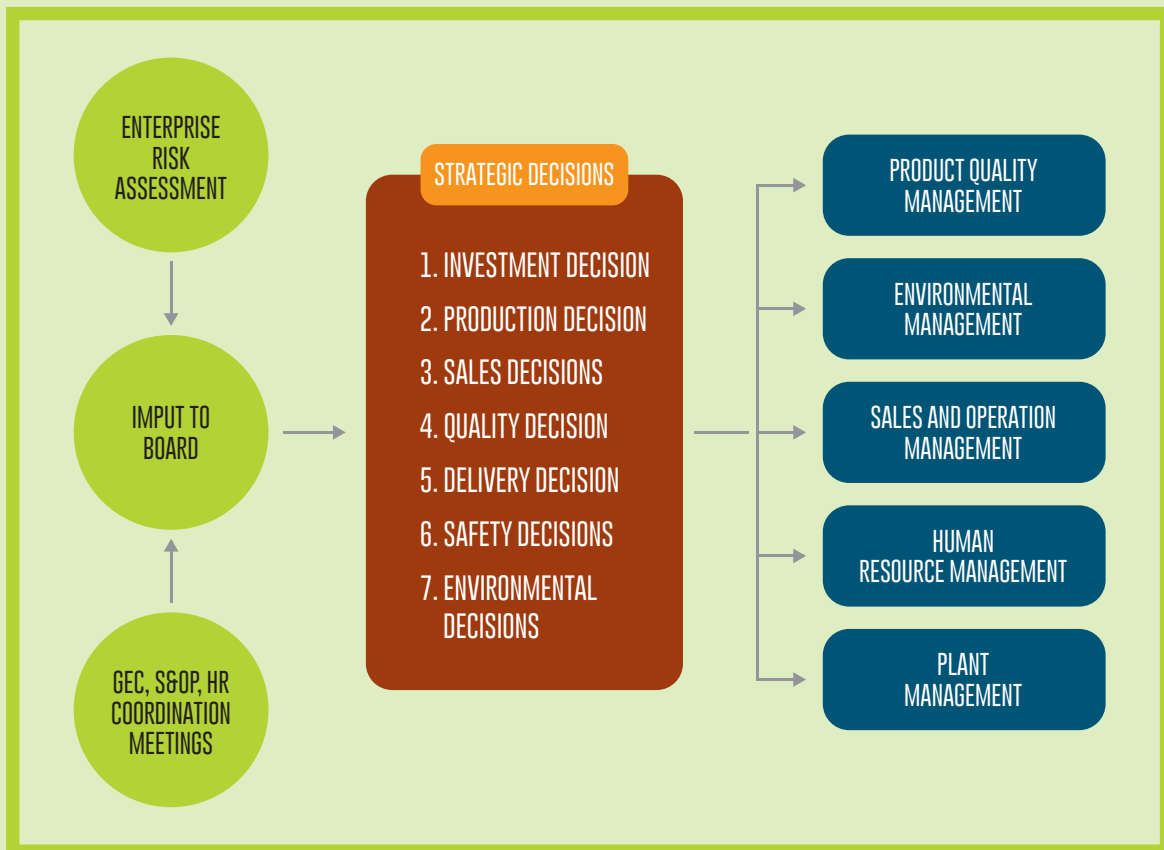 ENTERPRISE
RISK
ASSESSMENT
IMPUT TO
BOARD
GEC, S&OP, HR
COORDINATION
MEETINGS
STRATEGIC DECISIONS
1. INVESTMENT DECISION
2. PRODUCTION DECISION
3. SALES DECISIONS
4. QUALITY DECISION
5. DELIVERY DECISION
6. SAFETY DECISIONS
7. ENVIRONMENTAL
DECISIONS
PRODUCT QUALITY
MANAGEMENT
ENVIRONMENTAL
MANAGEMENT
SALES AND OPERATION
MANAGEMENT
HUMAN
RESOURCE MANAGEMENT
PLANT
MANAGEMENT